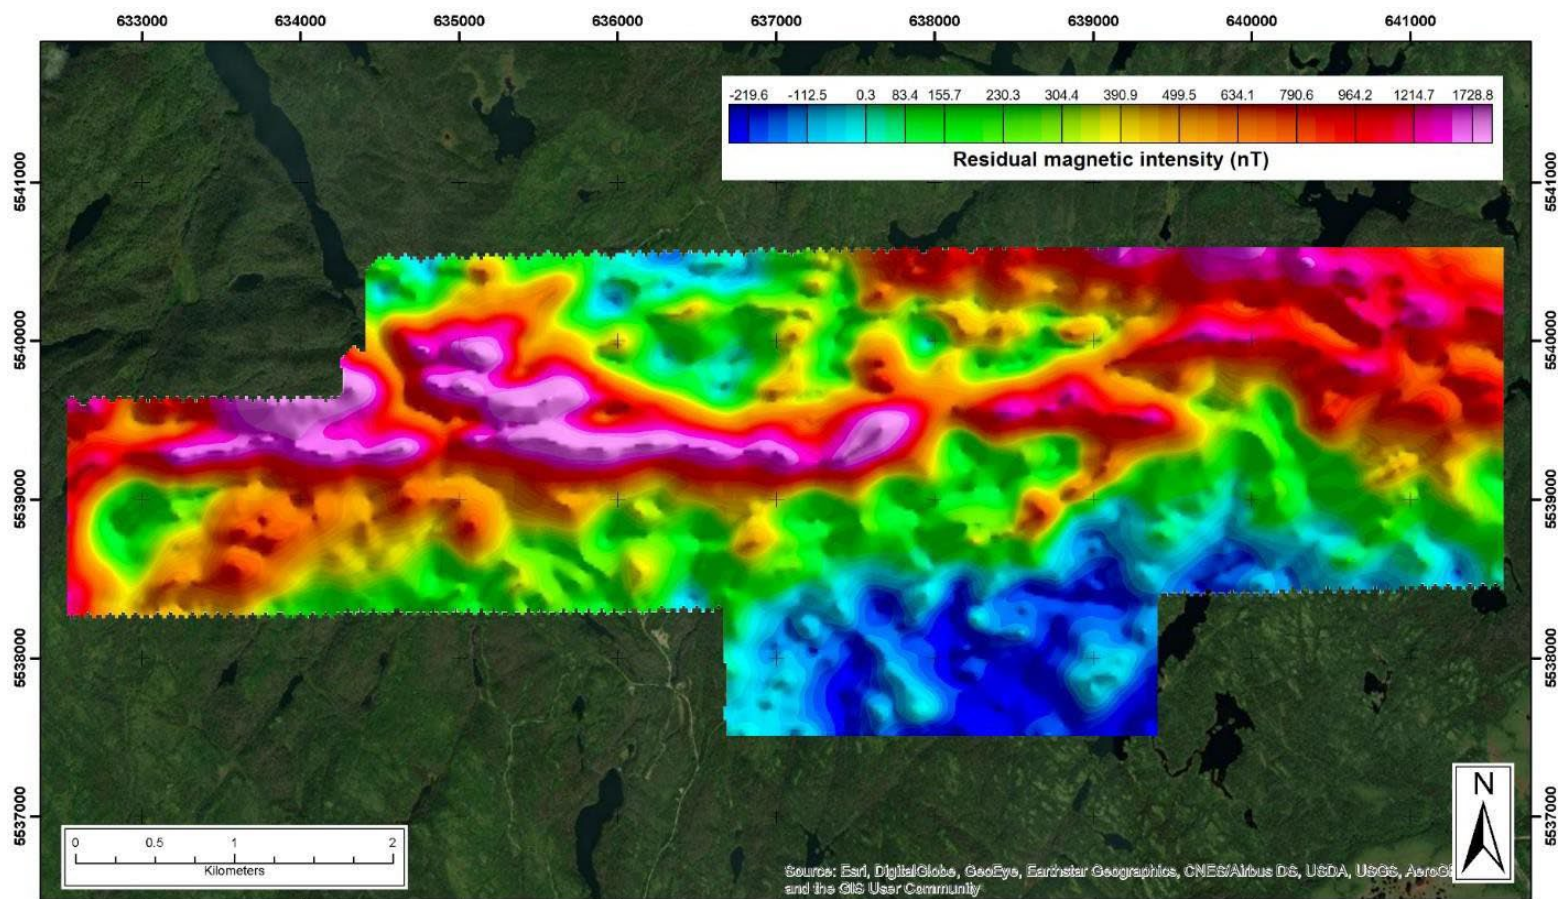 633000 634000 635000 636000 637000 638000 639000 640000 641000
-219.6 -112.5 0.3 83.4 155.7 230.3 304.4 390.9 499.5 634.1 790.6 964.2 1214.7 1728.8
Residual magnetic intensity (nT)
5541000 5541000
5540000 5540000
5539000 5539000
5538000 5538000
5537000 5537000
N
0 0.5 1 2
Kilometers
Source: Esri, DigitalGlobe, GeoEye, Earthstar Geographics, CNES/Airbus DS, USDA, USGS,
and the GIS User Community